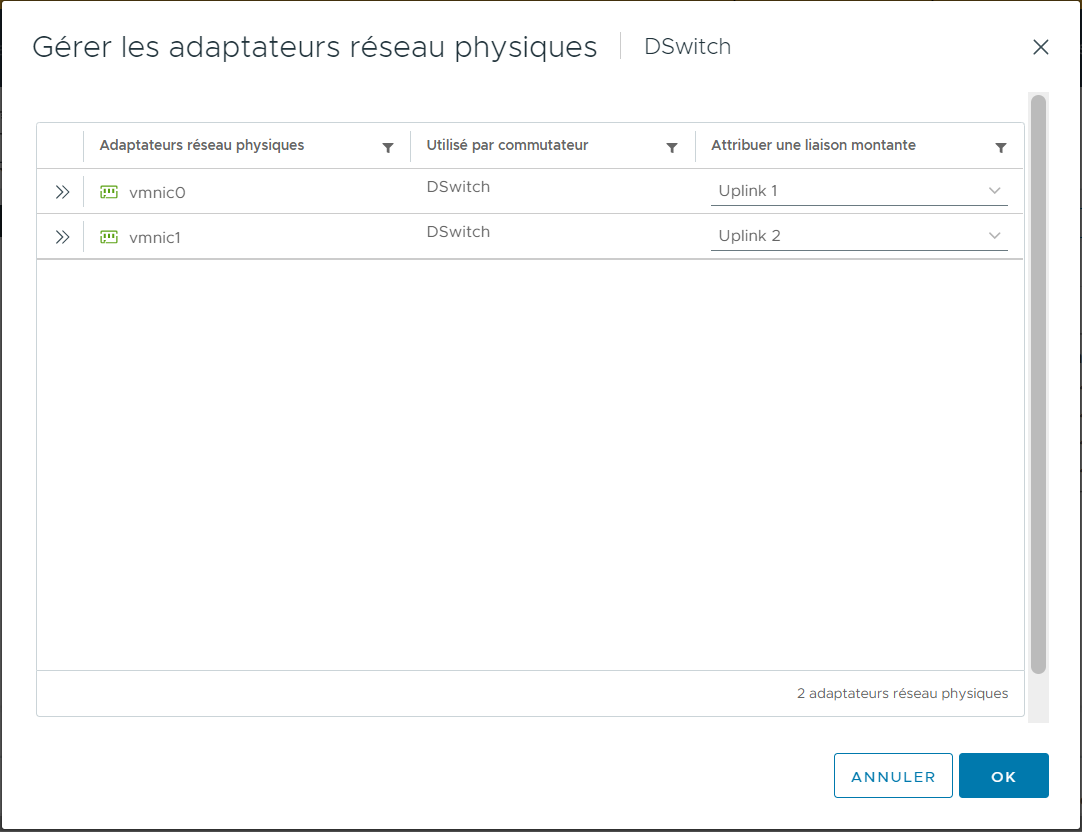 Gérer les adaptateurs réseau physiques DSwitch
Adaptateurs réseau physiques Utilisé par commutateur Attribuer une liaison montante
vmnic0 DSwitch Uplink 1
vmnic1 DSwitch Uplink 2
2 adaptateurs réseau physiques
ANNULER OK